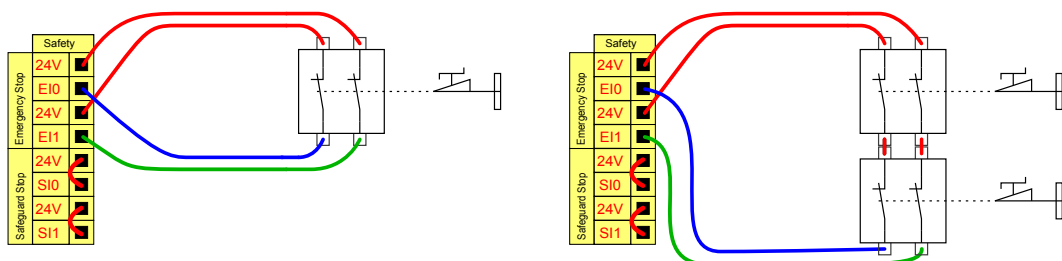 Safety
Emergency Stop
24V
EI0
24V
EI1
Safeguard Stop
24V
SI0
24V
SI1
Safety
Emergency Stop
24V
EI0
24V
EI1
Safeguard Stop
24V
SI0
24V
SI1